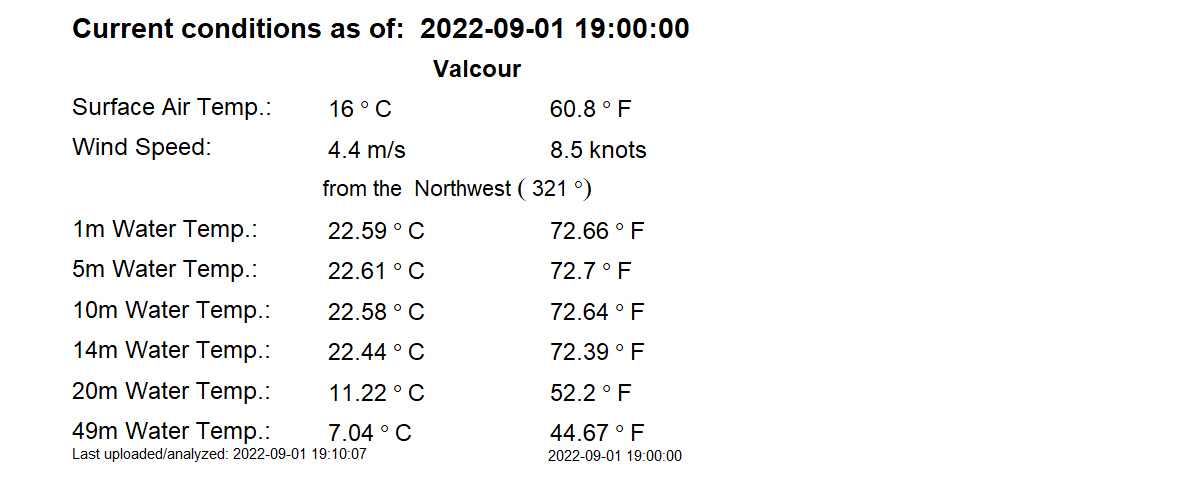 Current conditions as of: 2022-09-01 19:00:00
Valcour
Surface Air Temp.: 16 ° C 60.8 ° F
Wind Speed: 4.4 m/s 8.5 knots
from the Northwest ( 321 °)
1m Water Temp.: 22.59 ° C 72.66 ° F
5m Water Temp.: 22.61 ° C 72.7 ° F
10m Water Temp.: 22.58 ° C 72.64 ° F
14m Water Temp.: 22.44 ° C 72.39 ° F
20m Water Temp.: 11.22 ° C 52.2 ° F
49m Water Temp.: 7.04 ° C 44.67 ° F
Last uploaded/analyzed: 2022-09-01 19:10:07 2022-09-01 19:00:00